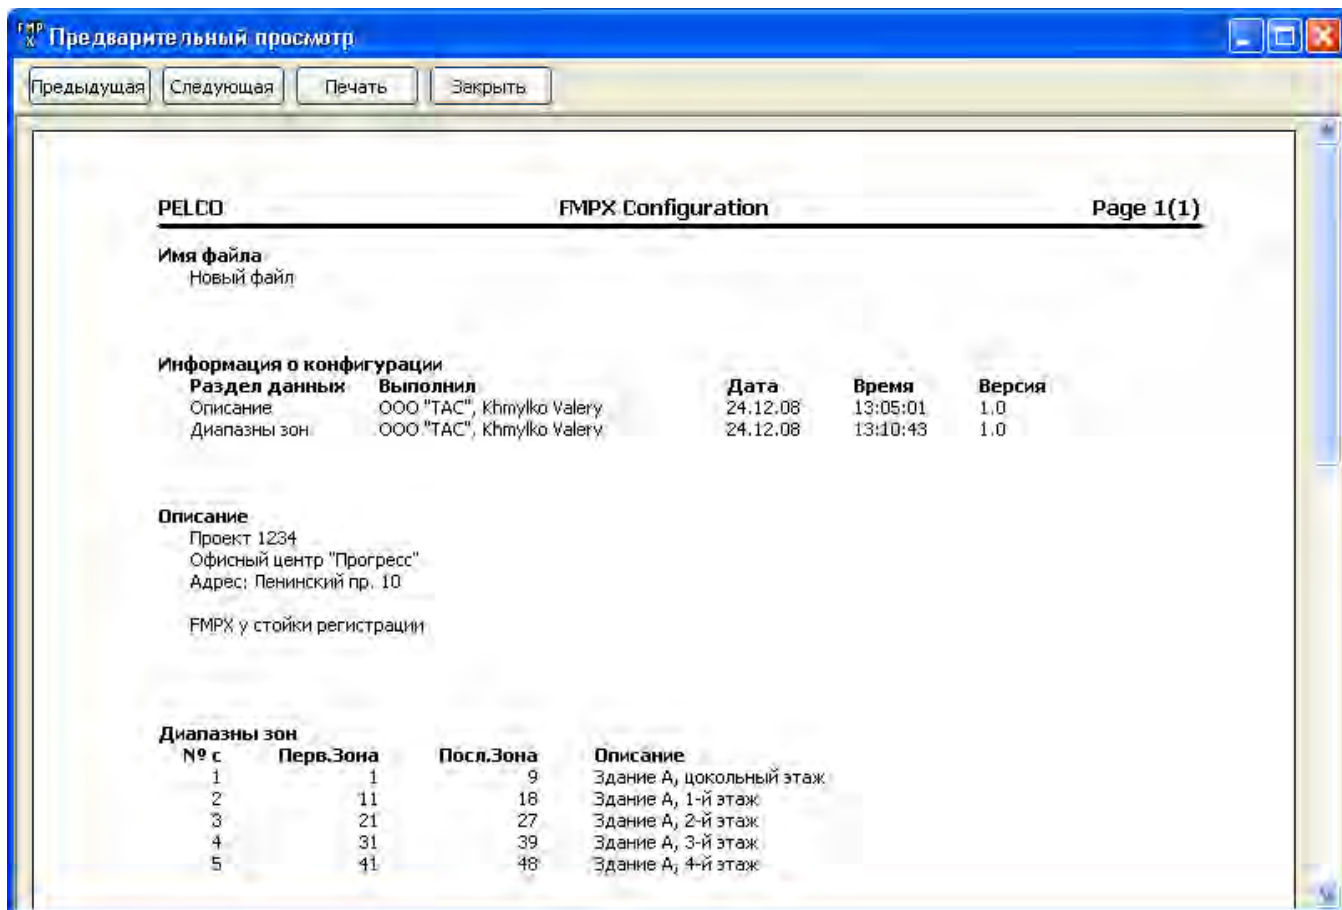 FMP X Предварительный просмотр
Предыдущая Следующая Печать Закрыть
PELCO FMPX Configuration Page 1(1)
Имя файла
Новый файл
Информация о конфигурации
Раздел данных Выполнил Дата Время Версия
Описание ООО "ТАС", Khmylko Valery 24.12.08 13:05:01 1.0
Диапазны зон ООО "ТАС", Khmylko Valery 24.12.08 13:10:43 1.0
Описание
Проект 1234
Офисный центр "Прогресс"
Адрес: Ленинский пр. 10
FMPX у стойки регистрации
Диапазны зон
№ с Перв.Зона Посл.Зона Описание
1 1 9 Здание А, цокольный этаж
2 11 18 Здание А, 1-й этаж
3 21 27 Здание А, 2-й этаж
4 31 39 Здание А, 3-й этаж
5 41 48 Здание А, 4-й этаж